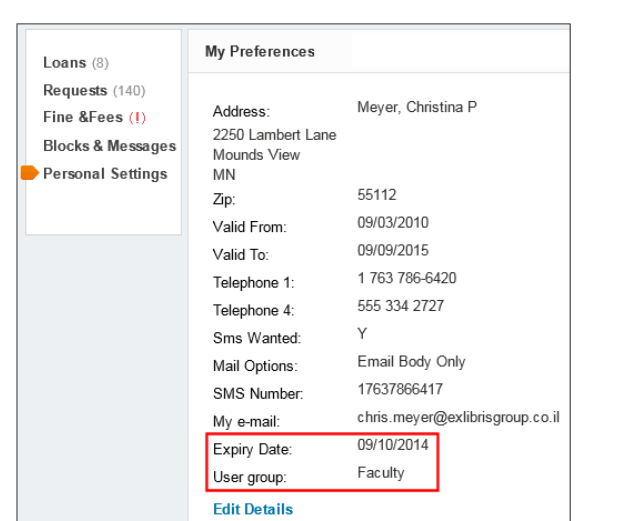 Loans (8)
Requests (140)
Fine &Fees (!)
Blocks & Messages
Personal Settings
My Preferences
Address: Meyer, Christina P
2250 Lambert Lane
Mounds View
MN
Zip: 55112
Valid From: 09/03/2010
Valid To: 09/09/2015
Telephone 1: 1 763 786-6420
Telephone 4: 555 334 2727
Sms Wanted: Y
Mail Options: Email Body Only
SMS Number: 17637866417
My e-mail: chris.meyer@exlibrisgroup.co.il
Expiry Date: 09/10/2014
User group: Faculty
Edit Details